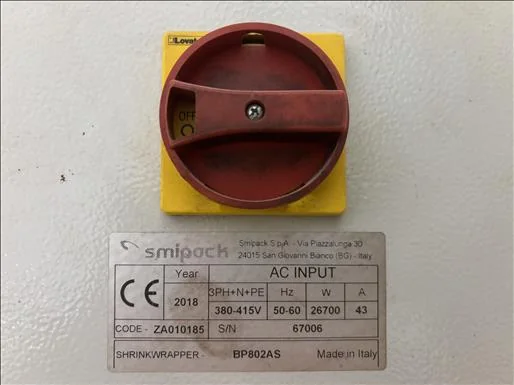 Lovat
OFF
smipack
Smipack S.p.A. - Via Piazzalunga 30
24015 San Giovanni Bianco (BG) - Italy
CE
Year
AC INPUT
2018
3PH+N+PE Hz W A
380-415V 50-60 26700 43
CODE - ZA010185 S/N 67006
SHRINKWRAPPER - BP802AS Made in Italy